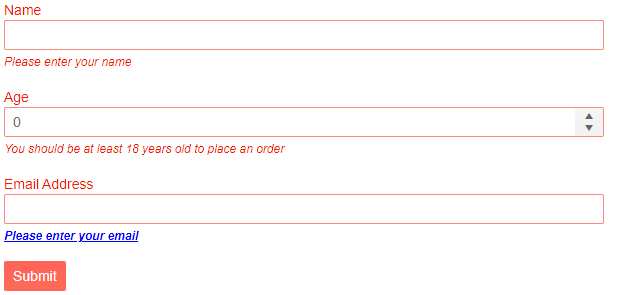 Name
Please enter your name
Age
0
You should be at least 18 years old to place an order
Email Address
Please enter your email
Submit